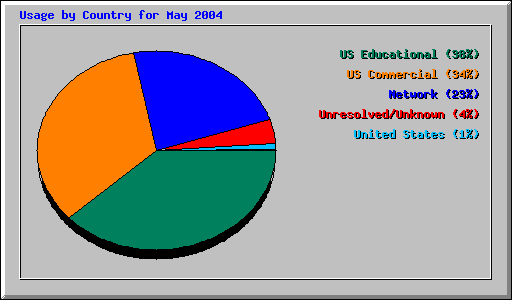 Usage by Country for May 2004
US Educational (38%)
US Commercial (34%)
Network (23%)
Unresolved/Unknown (4%)
United States (1%)